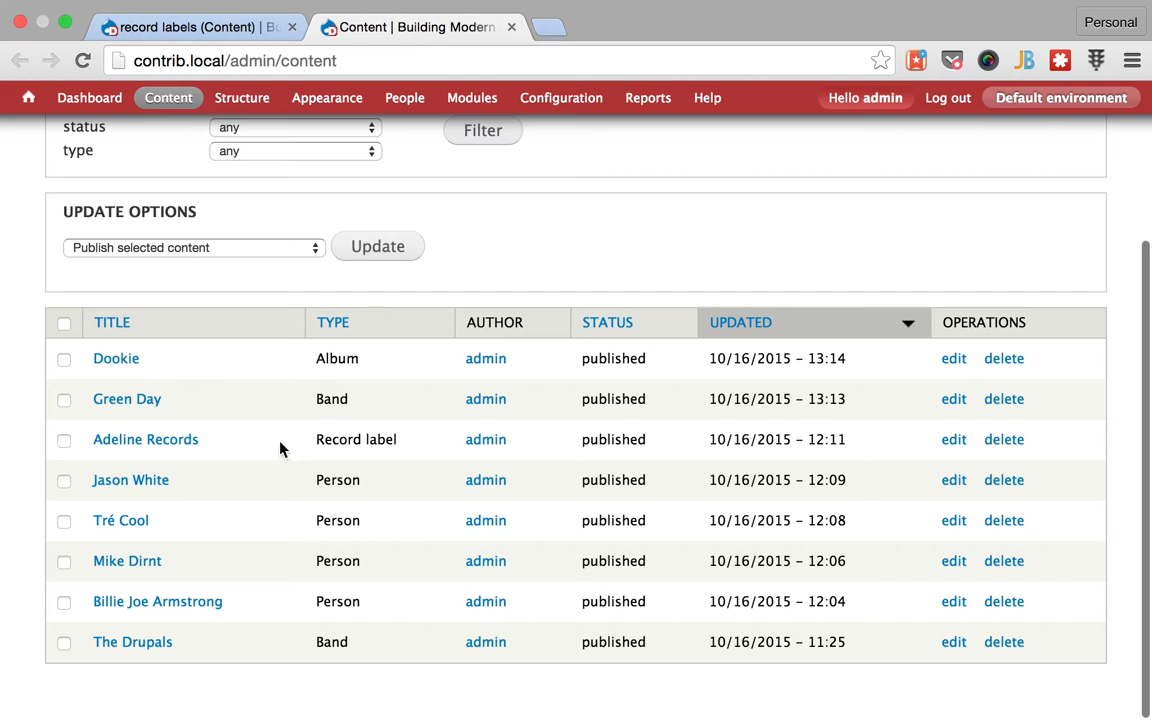 record labels (Content) | Bu
Content | Building Modern
Personal
contrib.local/admin/content
JB
Dashboard Content Structure Appearance People Modules Configuration Reports Help Hello admin Log out Default environment
status any Filter
type any
UPDATE OPTIONS
Publish selected content Update
TITLE TYPE AUTHOR STATUS UPDATED OPERATIONS
Dookie Album admin published 10/16/2015 - 13:14 edit delete
Green Day Band admin published 10/16/2015 - 13:13 edit delete
Adeline Records Record label admin published 10/16/2015 - 12:11 edit delete
Jason White Person admin published 10/16/2015 - 12:09 edit delete
Tré Cool Person admin published 10/16/2015 - 12:08 edit delete
Mike Dirnt Person admin published 10/16/2015 - 12:06 edit delete
Billie Joe Armstrong Person admin published 10/16/2015 - 12:04 edit delete
The Drupals Band admin published 10/16/2015 - 11:25 edit delete